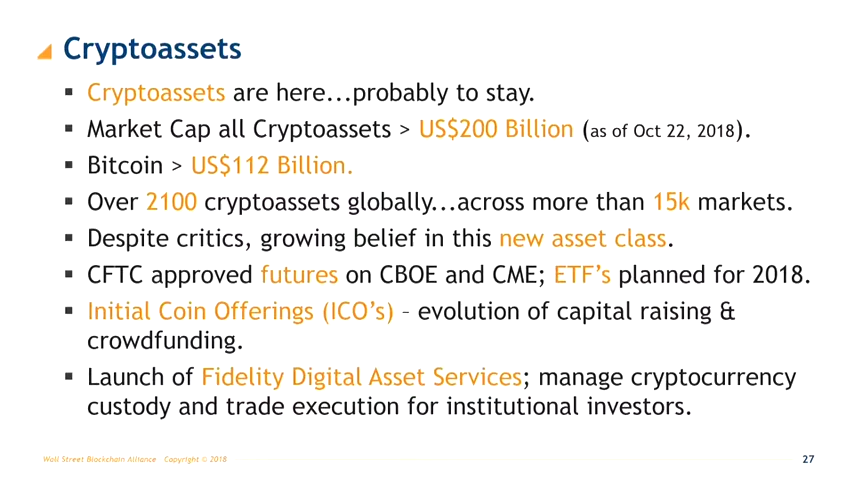 Cryptoassets
▪ Cryptoassets are here...probably to stay.
▪ Market Cap all Cryptoassets > US$200 Billion (as of Oct 22, 2018).
▪ Bitcoin > US$112 Billion.
▪ Over 2100 cryptoassets globally...across more than 15k markets.
▪ Despite critics, growing belief in this new asset class.
▪ CFTC approved futures on CBOE and CME; ETF’s planned for 2018.
▪ Initial Coin Offerings (ICO’s) – evolution of capital raising &
crowdfunding.
▪ Launch of Fidelity Digital Asset Services; manage cryptocurrency
custody and trade execution for institutional investors.
Wall Street Blockchain Alliance Copyright © 2018
27